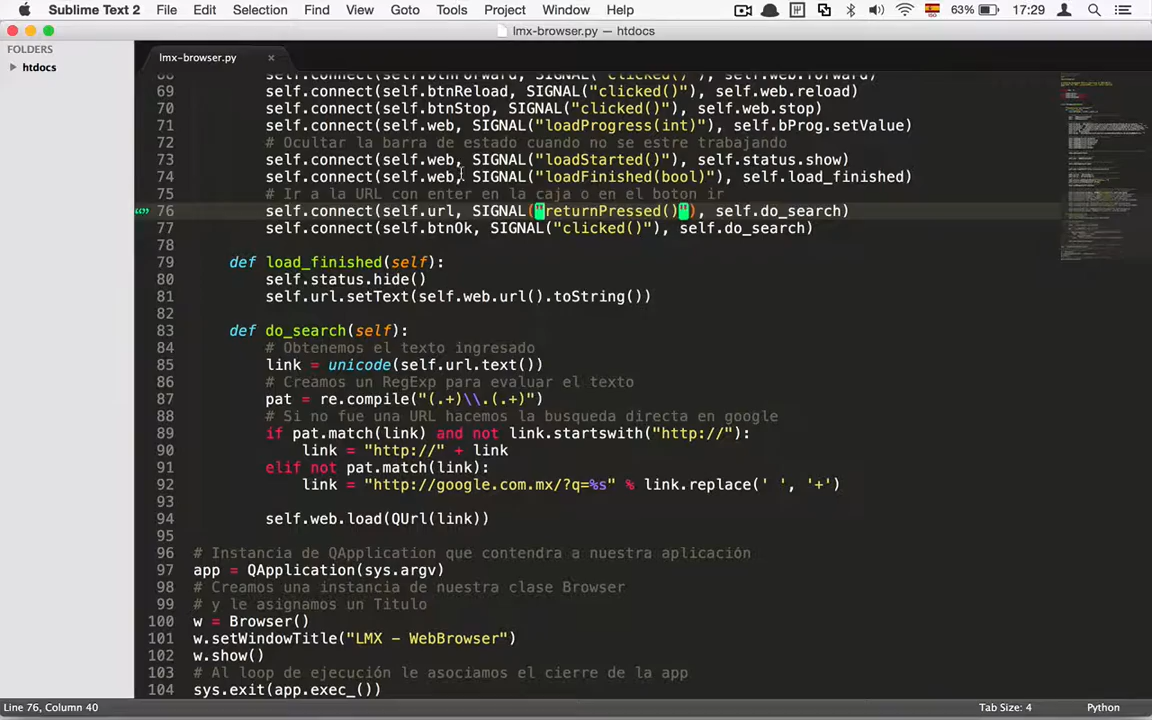 Sublime Text 2 File Edit Selection Find View Goto Tools Project Window Help 63% 17:29
lmx-browser.py — htdocs
FOLDERS
htdocs
lmx-browser.py ×
68 self.connect(self.btnForward, SIGNAL("clicked()"), self.web.forward)
69 self.connect(self.btnReload, SIGNAL("clicked()"), self.web.reload)
70 self.connect(self.btnStop, SIGNAL("clicked()"), self.web.stop)
71 self.connect(self.web, SIGNAL("loadProgress(int)"), self.bProg.setValue)
72 # Ocultar la barra de estado cuando no se estre trabajando
73 self.connect(self.web, SIGNAL("loadStarted()"), self.status.show)
74 self.connect(self.web, SIGNAL("loadFinished(bool)"), self.load_finished)
75 # Ir a la URL con enter en la caja o en el boton ir
76 self.connect(self.url, SIGNAL("returnPressed()"), self.do_search)
77 self.connect(self.btnOk, SIGNAL("clicked()"), self.do_search)
78
79 def load_finished(self):
80 self.status.hide()
81 self.url.setText(self.web.url().toString())
82
83 def do_search(self):
84 # Obtenemos el texto ingresado
85 link = unicode(self.url.text())
86 # Creamos un RegExp para evaluar el texto
87 pat = re.compile("(.+)\\.(.+)")
88 # Si no fue una URL hacemos la busqueda directa en google
89 if pat.match(link) and not link.startswith("http://"):
90 link = "http://" + link
91 elif not pat.match(link):
92 link = "http://google.com.mx/?q=%s" % link.replace(' ', '+')
93
94 self.web.load(QUrl(link))
95
96 # Instancia de QApplication que contendra a nuestra aplicación
97 app = QApplication(sys.argv)
98 # Creamos una instancia de nuestra clase Browser
99 # y le asignamos un Titulo
100 w = Browser()
101 w.setWindowTitle("LMX - WebBrowser")
102 w.show()
103 # Al loop de ejecución le asociamos el cierre de la app
104 sys.exit(app.exec_())
Line 76, Column 40 Tab Size: 4 Python